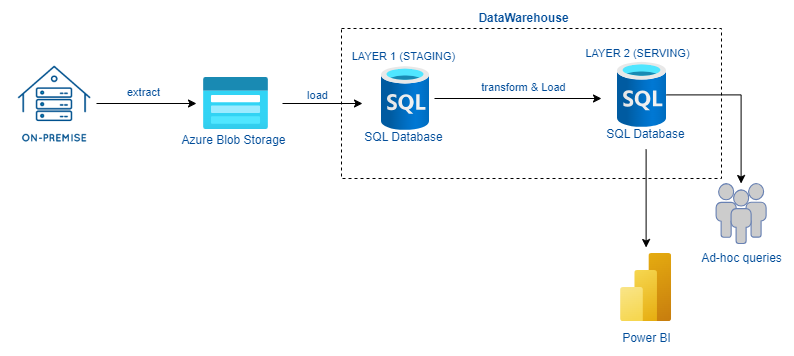 DataWarehouse
LAYER 1 (STAGING)
LAYER 2 (SERVING)
extract
load
transform & Load
SQL
SQL
ON-PREMISE
Azure Blob Storage
SQL Database
SQL Database
Ad-hoc queries
Power BI